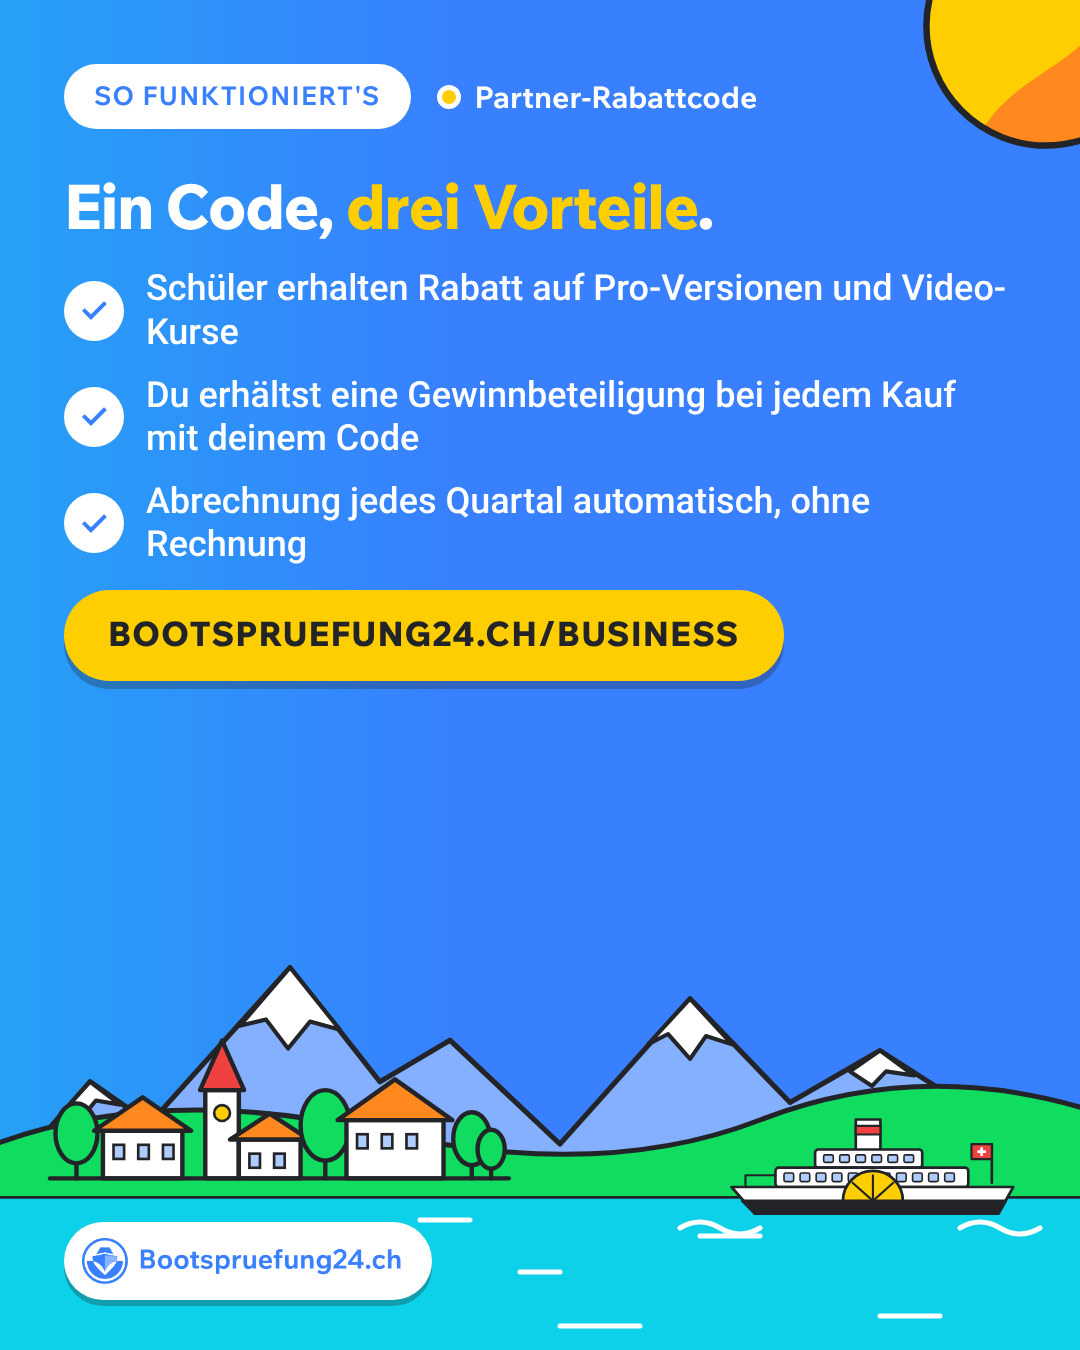 SO FUNKTIONIERT'S
Partner-Rabattcode
Ein Code, drei Vorteile.
Schüler erhalten Rabatt auf Pro-Versionen und Video-
Kurse
Du erhältst eine Gewinnbeteiligung bei jedem Kauf
mit deinem Code
Abrechnung jedes Quartal automatisch, ohne
Rechnung
BOOTSPRUEFUNG24.CH/BUSINESS
Bootspruefung24.ch